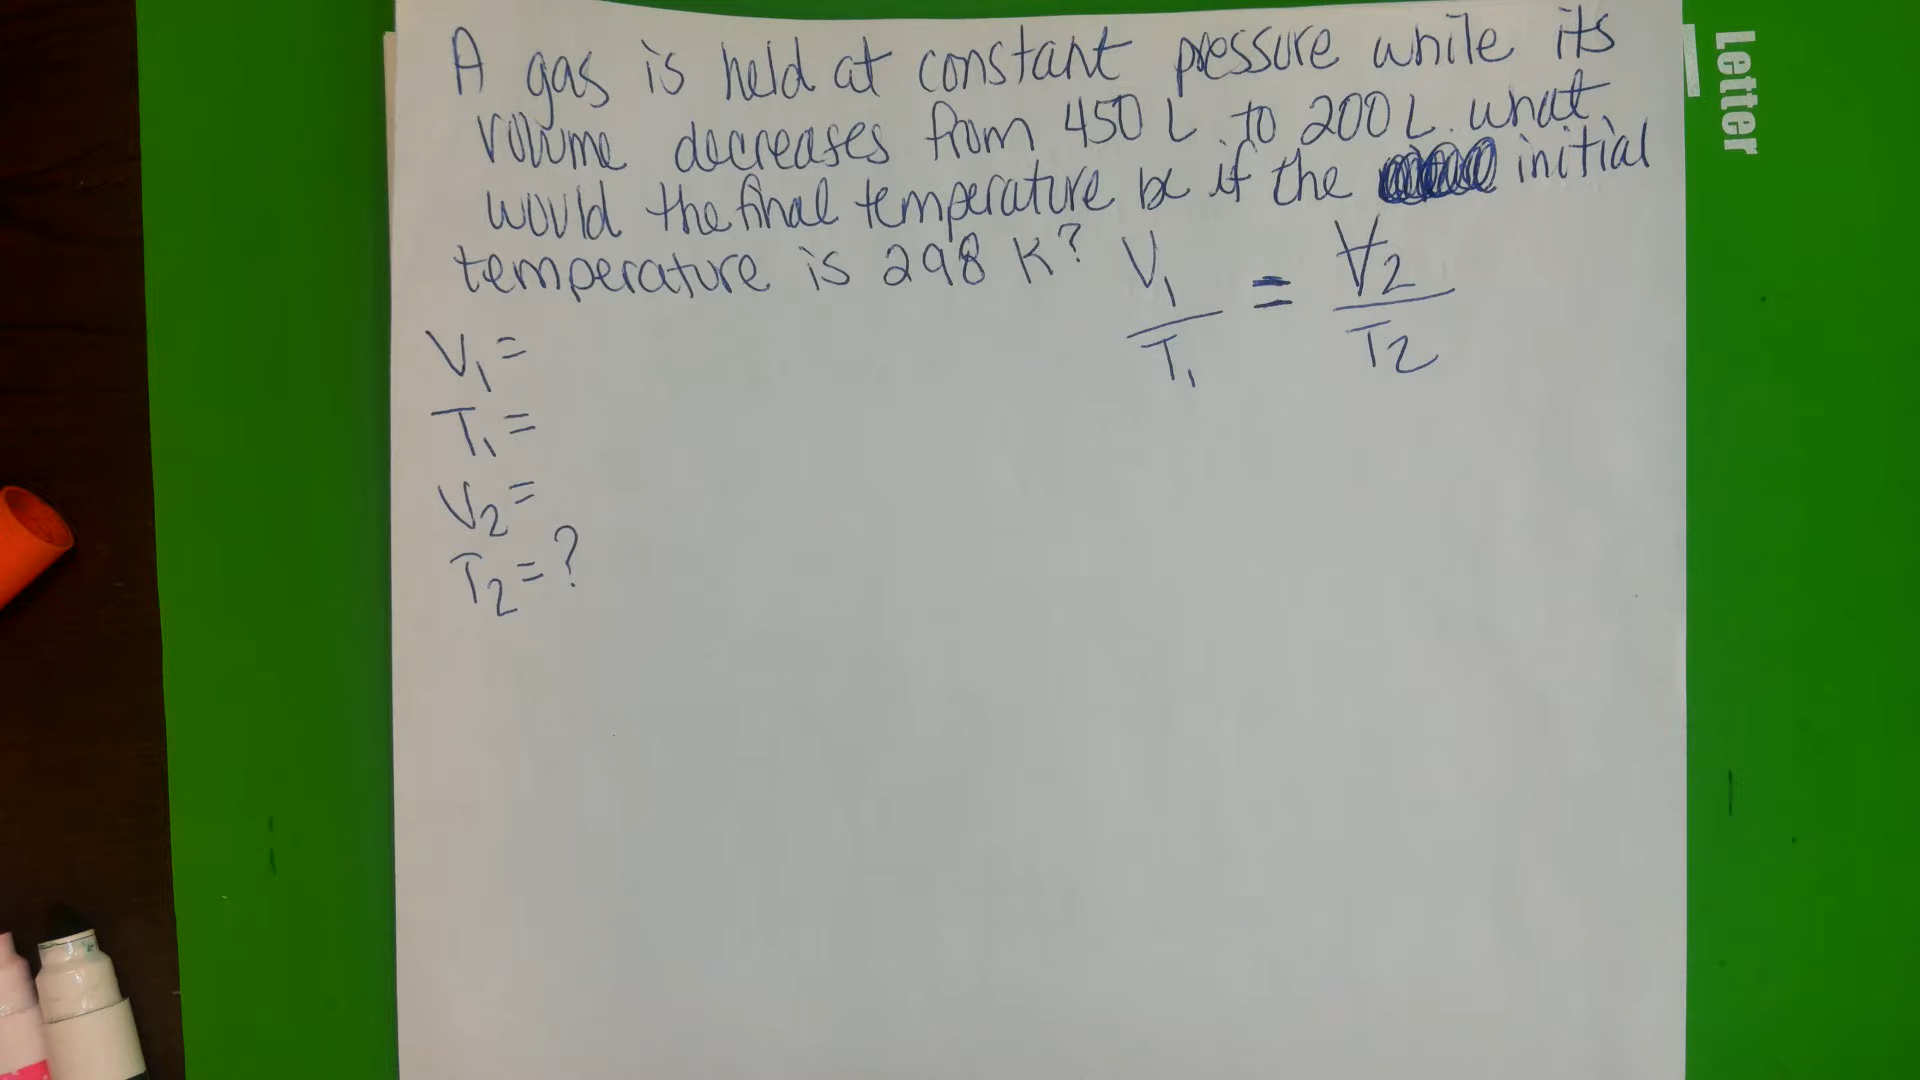 A gas is held at constant pressure while its
volume decreases from 450 L to 200 L. what
would the final temperature be if the initial
temperature is 298 K?
V₁ / T₁ = V₂ / T₂
V₁ =
T₁ =
V₂ =
T₂ = ?
Letter